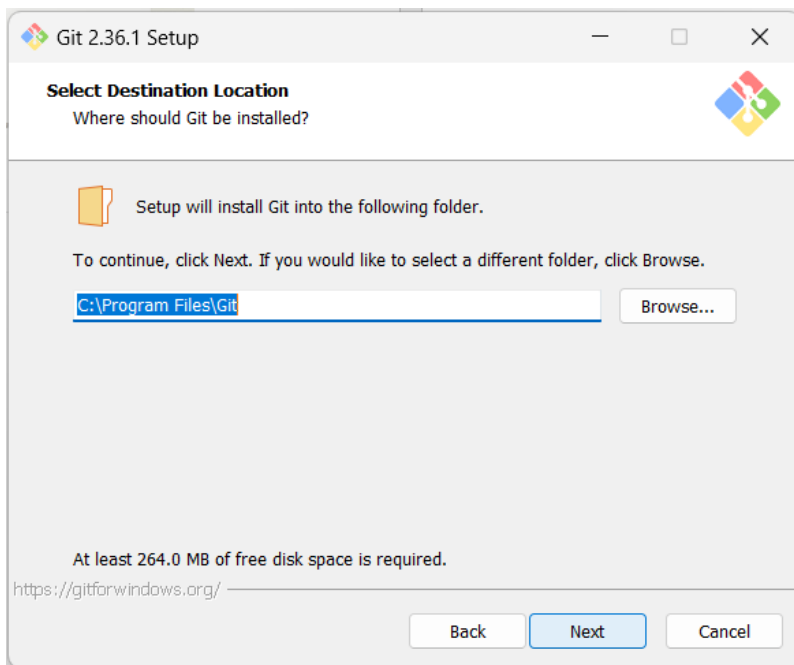 Git 2.36.1 Setup
Select Destination Location
Where should Git be installed?
Setup will install Git into the following folder.
To continue, click Next. If you would like to select a different folder, click Browse.
C:\Program Files\Git
Browse...
At least 264.0 MB of free disk space is required.
https://gitforwindows.org/
Back Next Cancel